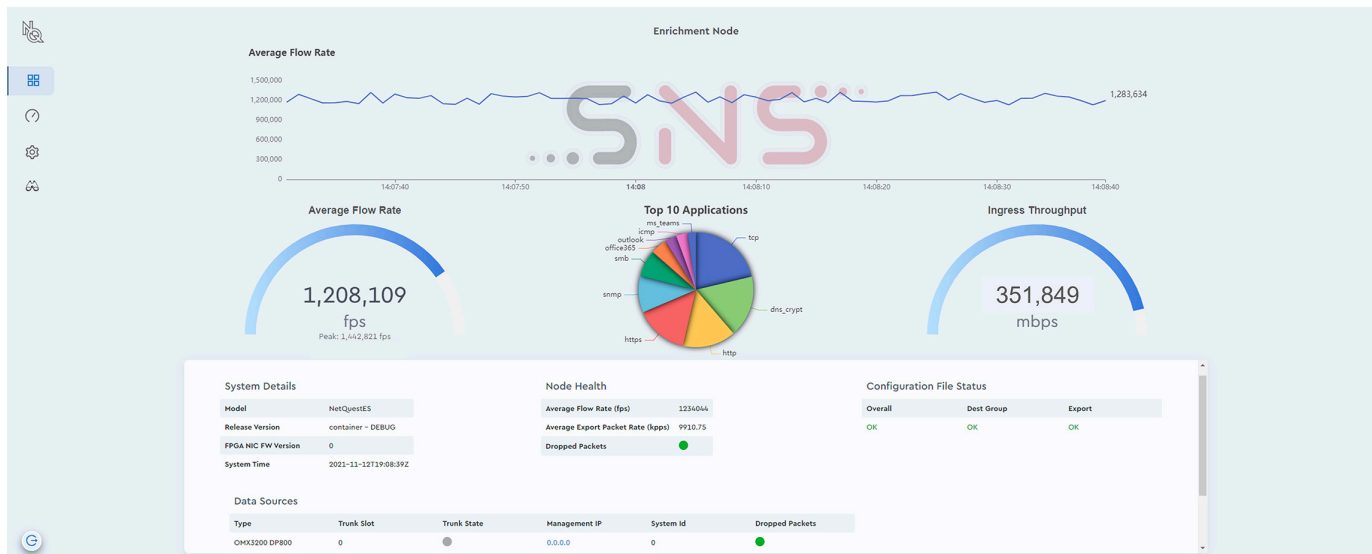 Enrichment Node
Average Flow Rate
1,500,000
1,200,000
900,000
600,000
300,000
0
1,283,634
SNS
14:07:40 14:07:50 14:08 14:08:10 14:08:20 14:08:30 14:08:40
Average Flow Rate
1,208,109
fps
Peak: 1,442,821 fps
Top 10 Applications
ms_teams
icmp
outlook
office365
smb
snmp
https
http
dns_crypt
tcp
Ingress Throughput
351,849
mbps
System Details
Model NetQuestES
Release Version container - DEBUG
FPGA NIC FW Version 0
System Time 2021-11-12T19:08:39Z
Node Health
Average Flow Rate (fps) 1234044
Average Export Packet Rate (kpps) 9910.75
Dropped Packets
Configuration File Status
Overall Dest Group Export
OK OK OK
Data Sources
Type Trunk Slot Trunk State Management IP System Id Dropped Packets
OMX3200 DP800 0 0.0.0.0 0